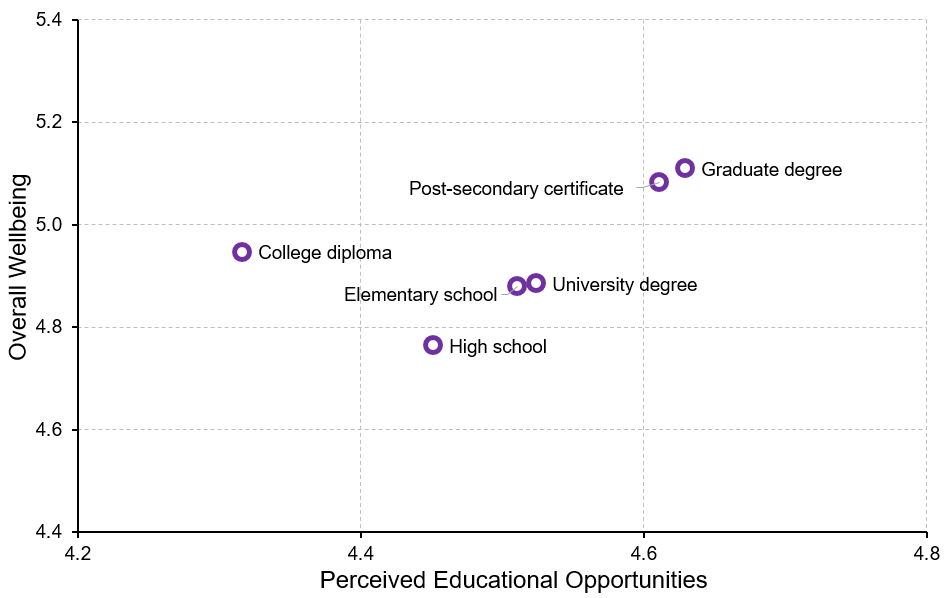 5.4
5.2
5.0
4.8
4.6
4.4
Overall Wellbeing
Graduate degree
Post-secondary certificate
College diploma
University degree
Elementary school
High school
4.2
4.4
4.6
4.8
Perceived Educational Opportunities